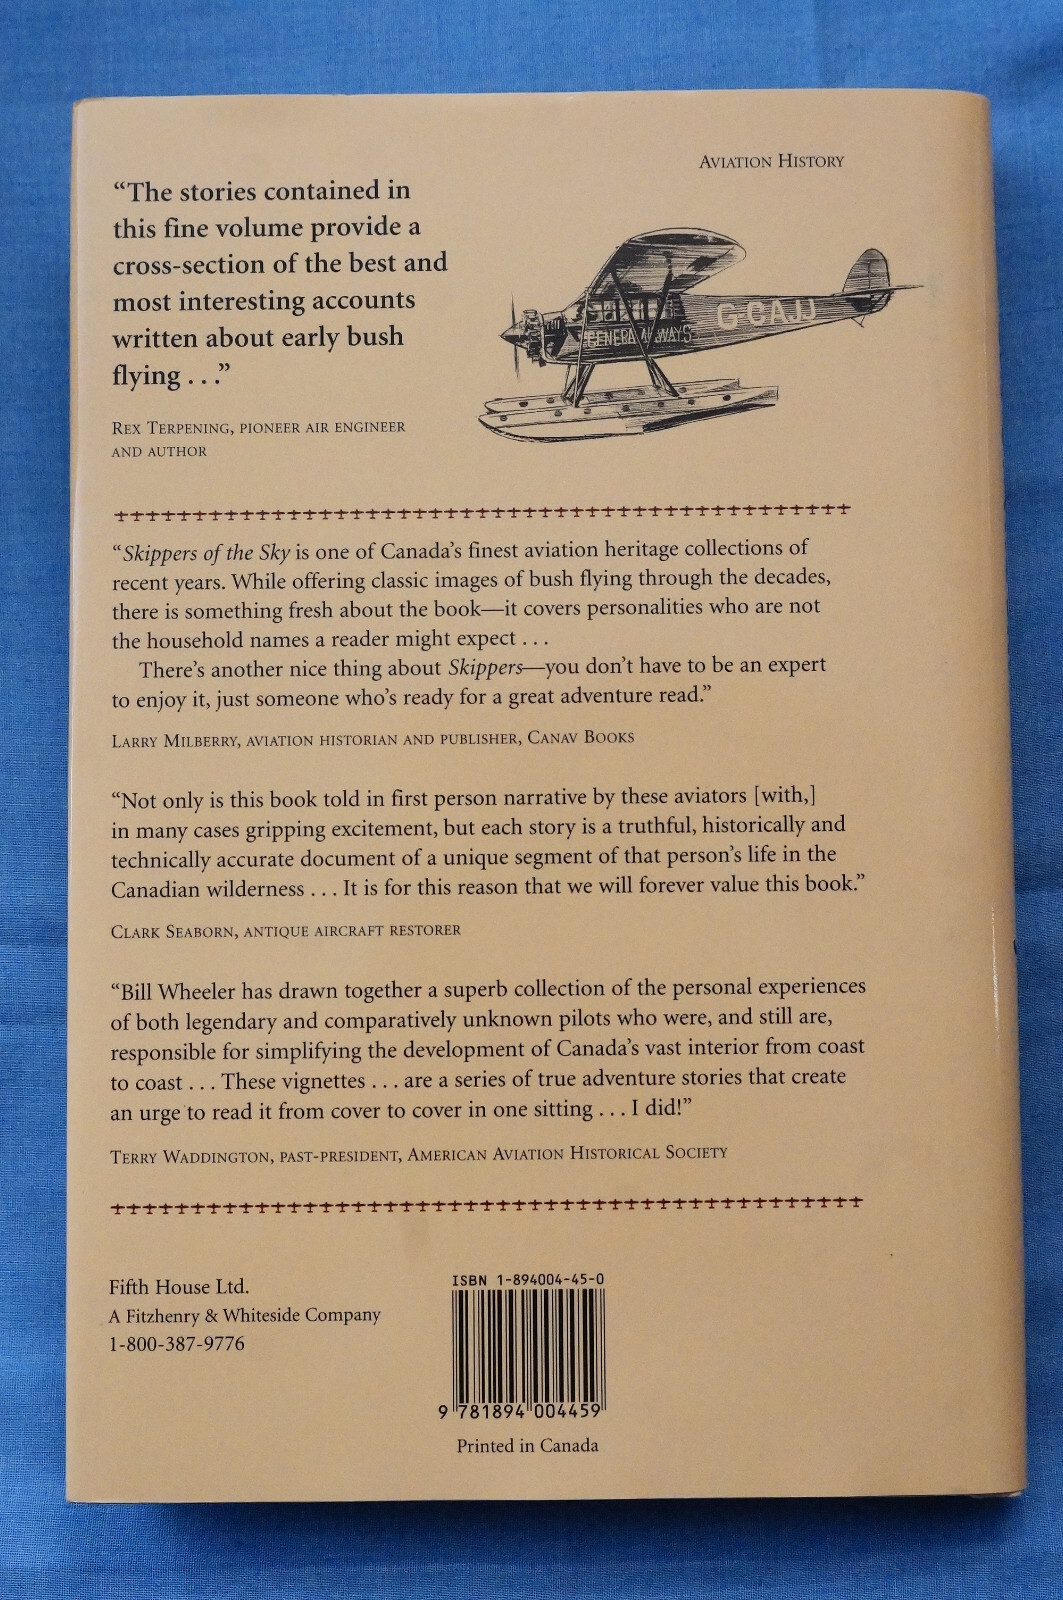 AVIATION HISTORY
“The stories contained in
this fine volume provide a
cross-section of the best and
most interesting accounts
written about early bush
flying . . .”
REX TERPENING, PIONEER AIR ENGINEER
AND AUTHOR
G-CAJJ
GENERAL AIRWAYS
“Skippers of the Sky is one of Canada’s finest aviation heritage collections of
recent years. While offering classic images of bush flying through the decades,
there is something fresh about the book—it covers personalities who are not
the household names a reader might expect . . .
There’s another nice thing about Skippers—you don’t have to be an expert
to enjoy it, just someone who’s ready for a great adventure read.”
LARRY MILBERRY, AVIATION HISTORIAN AND PUBLISHER, CANAV BOOKS
“Not only is this book told in first person narrative by these aviators [with,]
in many cases gripping excitement, but each story is a truthful, historically and
technically accurate document of a unique segment of that person’s life in the
Canadian wilderness . . . It is for this reason that we will forever value this book.”
CLARK SEABORN, ANTIQUE AIRCRAFT RESTORER
“Bill Wheeler has drawn together a superb collection of the personal experiences
of both legendary and comparatively unknown pilots who were, and still are,
responsible for simplifying the development of Canada’s vast interior from coast
to coast . . . These vignettes . . . are a series of true adventure stories that create
an urge to read it from cover to cover in one sitting . . . I did!”
TERRY WADDINGTON, PAST-PRESIDENT, AMERICAN AVIATION HISTORICAL SOCIETY
Fifth House Ltd.
A Fitzhenry & Whiteside Company
1-800-387-9776
ISBN 1-894004-45-0
9 781894 004459
Printed in Canada